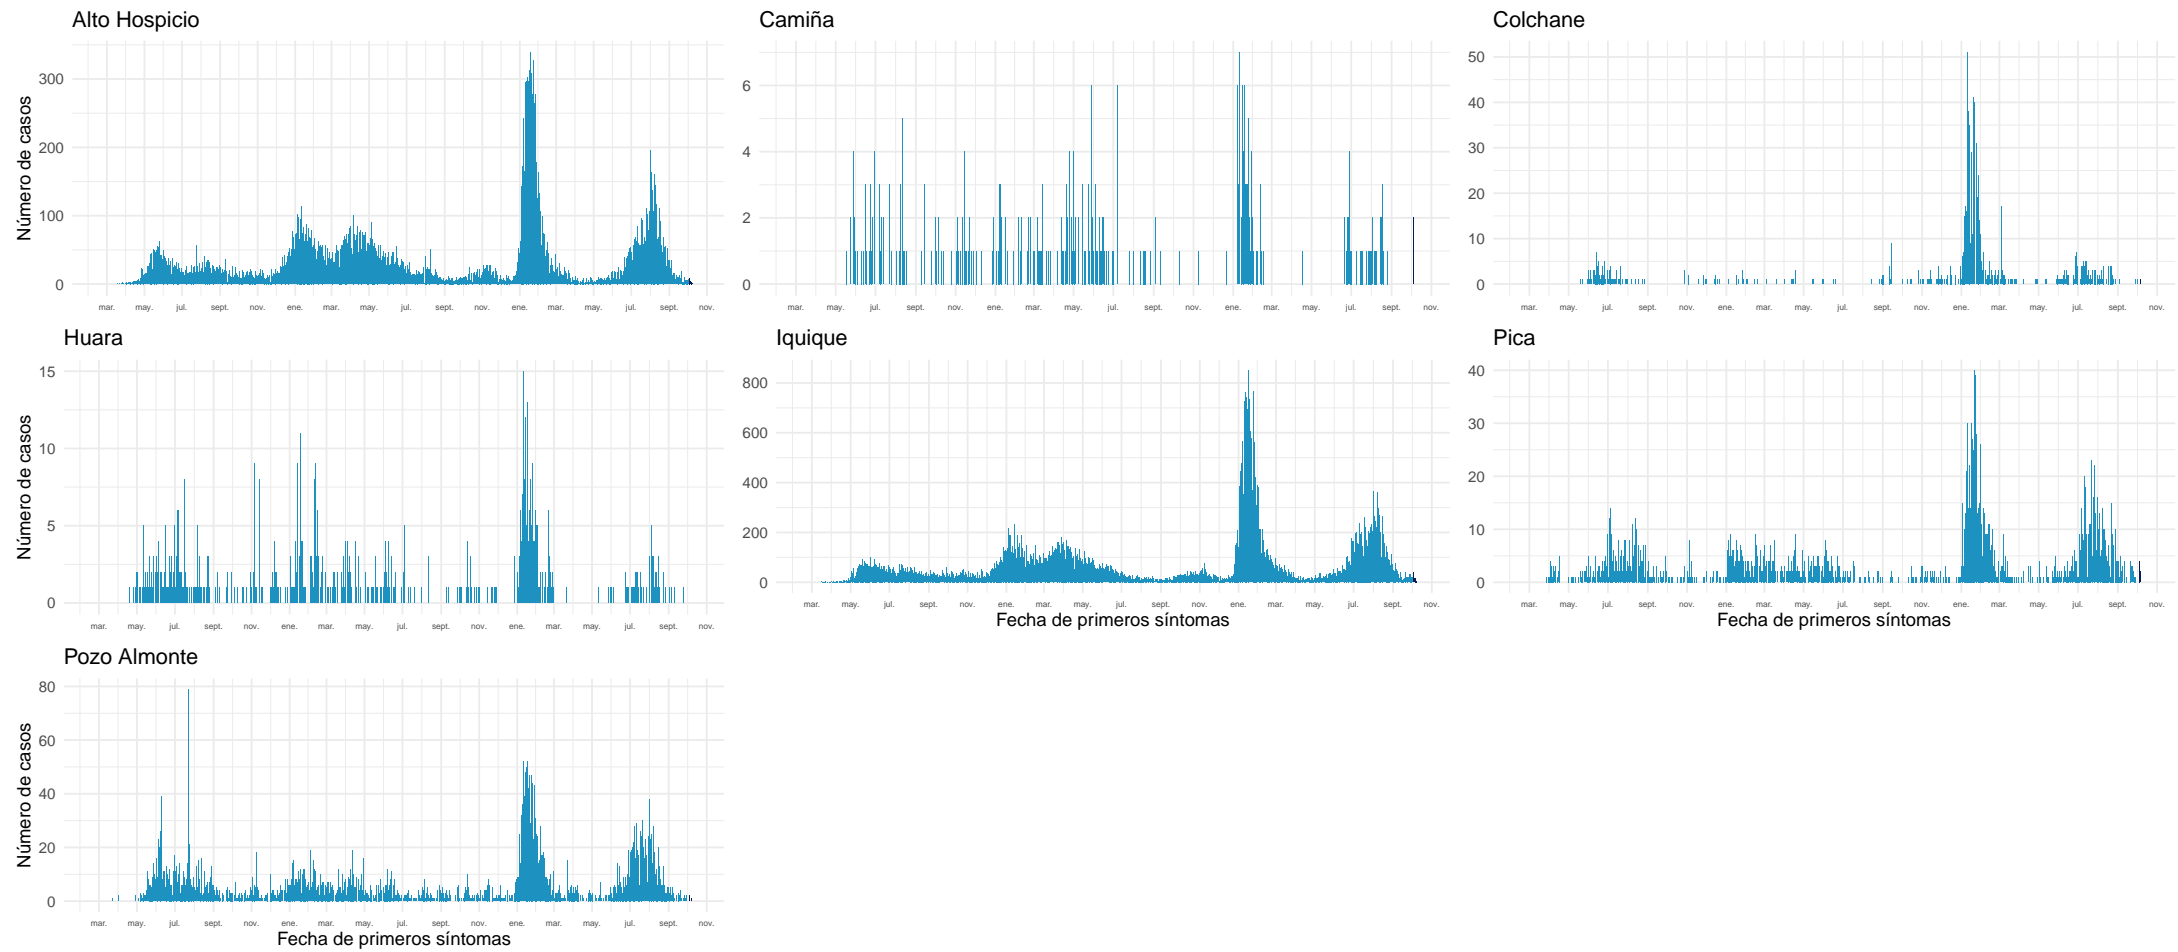 Alto Hospicio
Número de casos
300
200
100
0
mar. may. jul. sept. nov. ene. mar. may. jul. sept. nov. ene. mar. may. jul. sept. nov.
Camiña
6
4
2
0
mar. may. jul. sept. nov. ene. mar. may. jul. sept. nov. ene. mar. may. jul. sept. nov.
Colchane
50
40
30
20
10
0
mar. may. jul. sept. nov. ene. mar. may. jul. sept. nov. ene. mar. may. jul. sept. nov.
Huara
Número de casos
15
10
5
0
mar. may. jul. sept. nov. ene. mar. may. jul. sept. nov. ene. mar. may. jul. sept. nov.
Iquique
800
600
400
200
0
mar. may. jul. sept. nov. ene. mar. may. jul. sept. nov. ene. mar. may. jul. sept. nov.
Fecha de primeros síntomas
Pica
40
30
20
10
0
mar. may. jul. sept. nov. ene. mar. may. jul. sept. nov. ene. mar. may. jul. sept. nov.
Fecha de primeros síntomas
Pozo Almonte
Número de casos
80
60
40
20
0
mar. may. jul. sept. nov. ene. mar. may. jul. sept. nov. ene. mar. may. jul. sept. nov.
Fecha de primeros síntomas